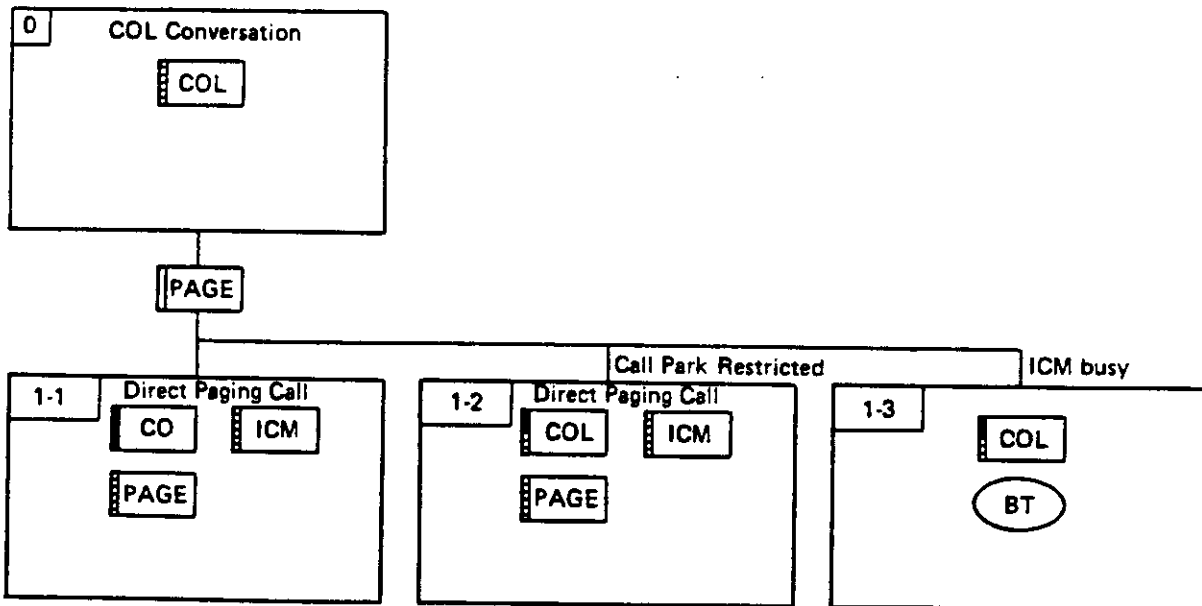 0
COL Conversation
COL
PAGE
Call Park Restricted
ICM busy
1-1
Direct Paging Call
CO
ICM
PAGE
1-2
Direct Paging Call
COL
ICM
PAGE
1-3
COL
BT